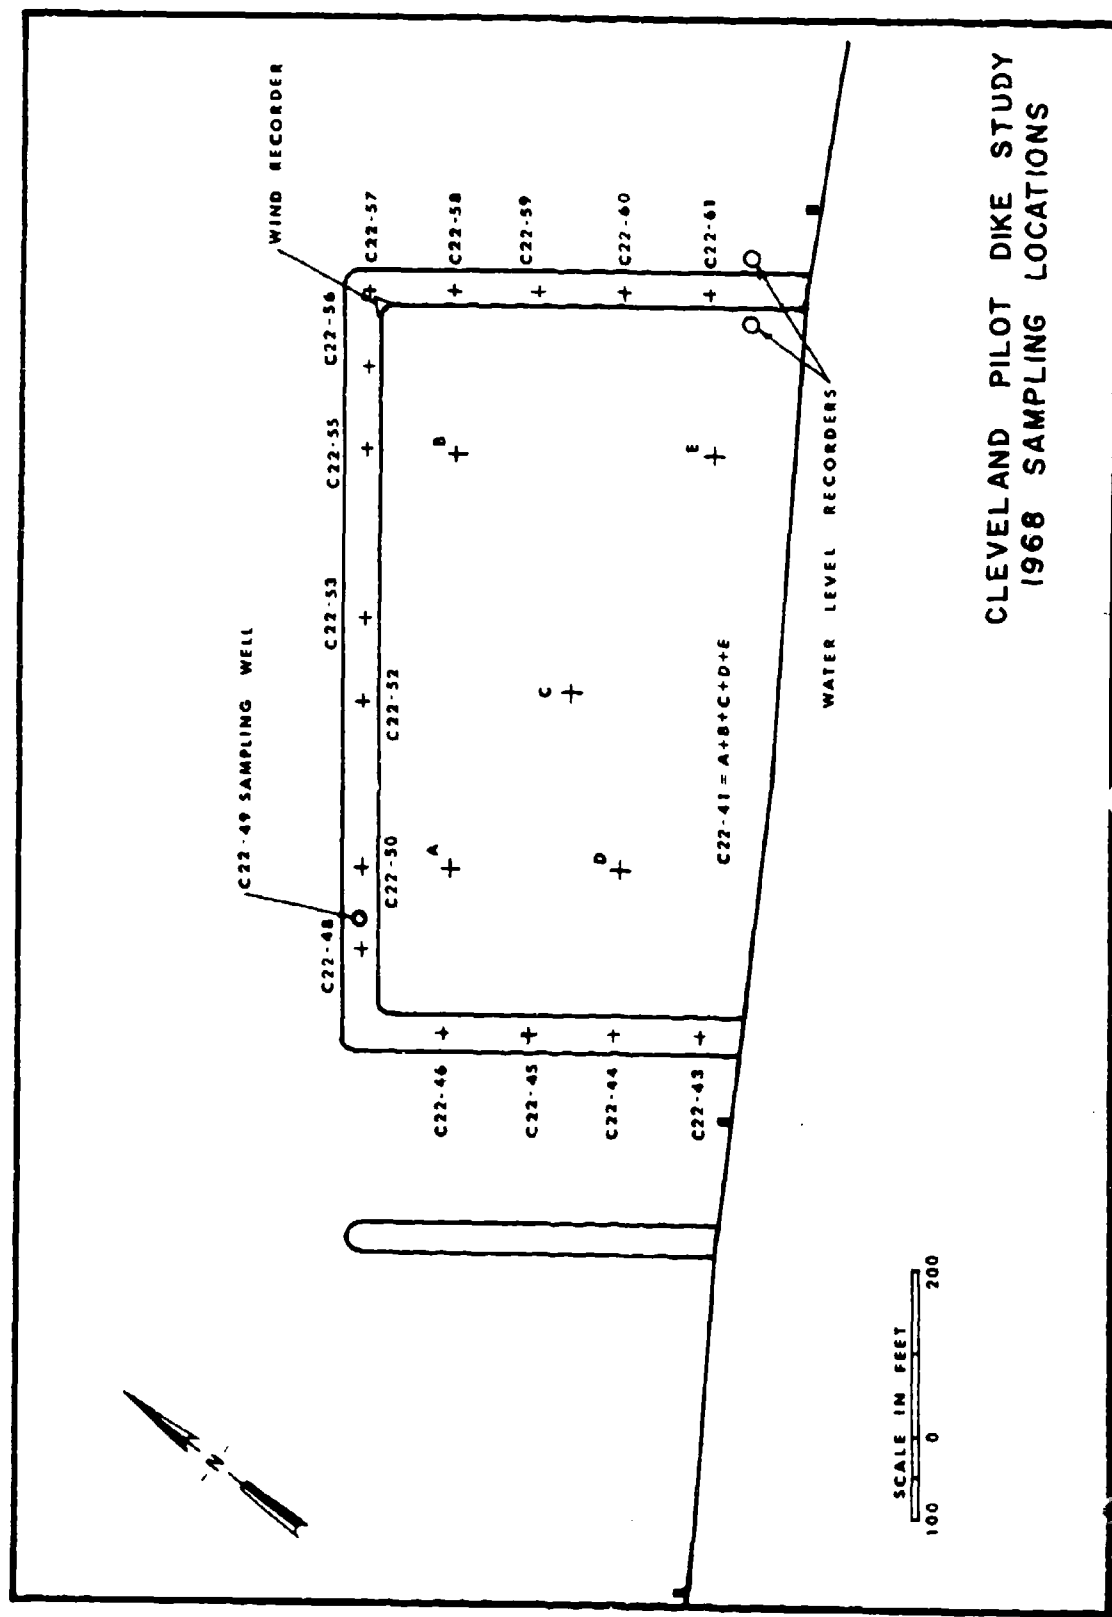 WIND RECORDER
C22-49 SAMPLING WELL
C22-48
C22-50
C22-52
C22-53
C22-55
C22-56
C22-57
C22-58
C22-59
C22-60
C22-61
C22-46
C22-45
C22-44
C22-43
A
B
C
D
E
C22-41 = A+B+C+D+E
WATER LEVEL RECORDERS
N
SCALE IN FEET
100 0 200
CLEVELAND PILOT DIKE STUDY
1968 SAMPLING LOCATIONS